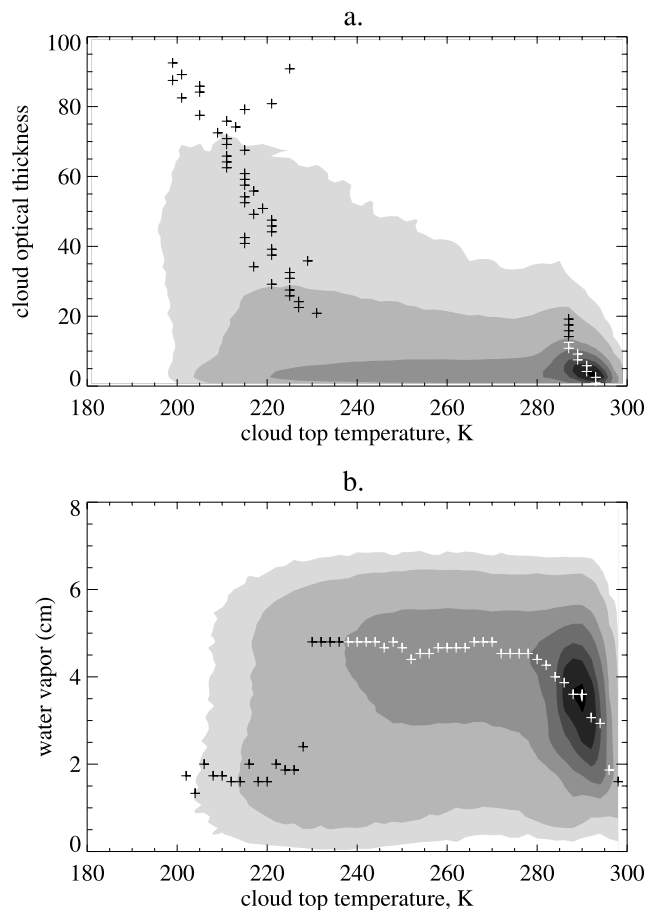 a.
100
80
60
40
20
0
cloud optical thickness
180 200 220 240 260 280 300
cloud top temperature, K
b.
8
6
4
2
0
water vapor (cm)
180 200 220 240 260 280 300
cloud top temperature, K